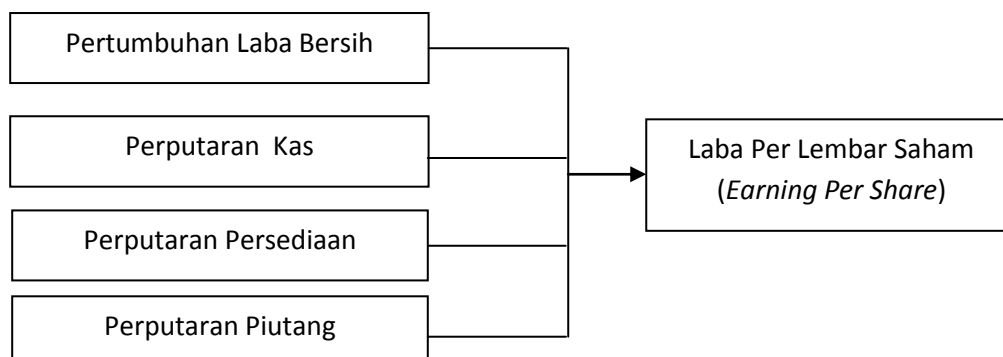 Pertumbuhan Laba Bersih
Perputaran Kas
Perputaran Persediaan
Perputaran Piutang
Laba Per Lembar Saham
(Earning Per Share)